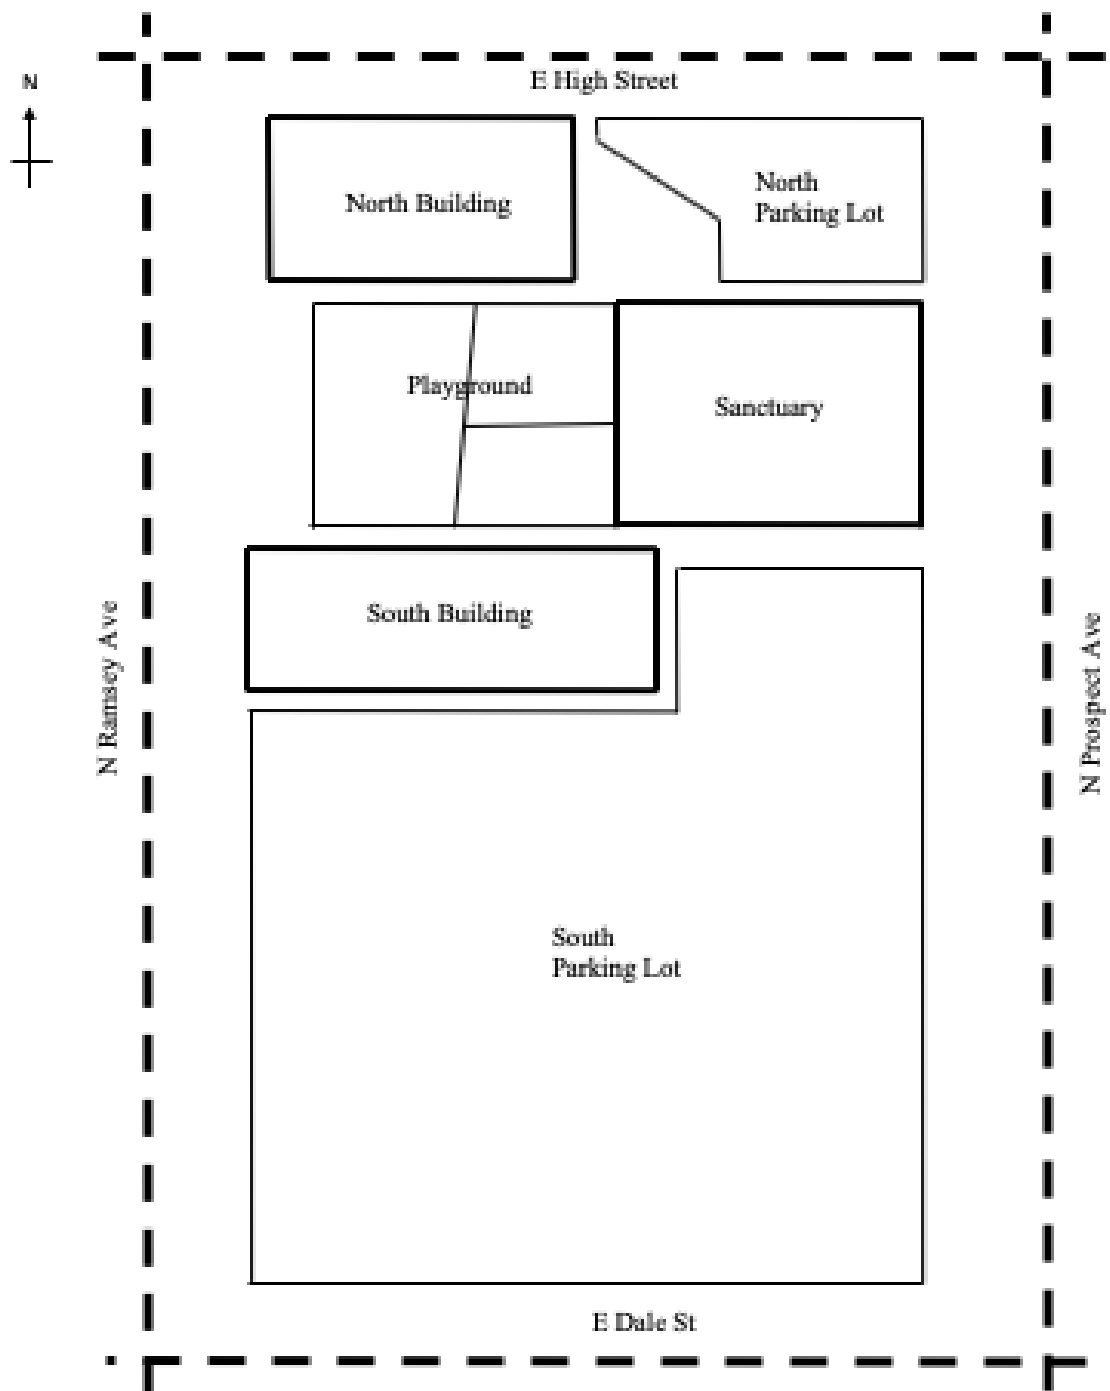 N
E High Street
North Building
North
Parking Lot
Playground
Sanctuary
South Building
N Ramsey Ave
N Prospect Ave
South
Parking Lot
E Dale St